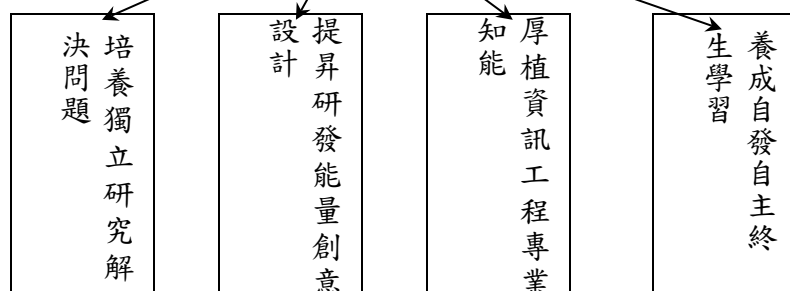 培養獨立研究解
決問題
提昇研發能量創意
設計
厚植資訊工程專業
知能
養成自發自主終
生學習